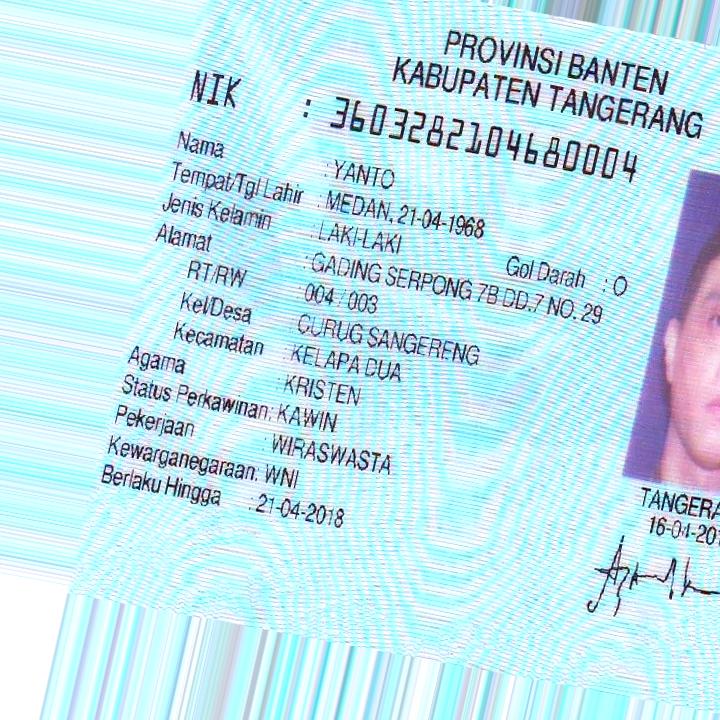 PROVINSI BANTEN
KABUPATEN TANGERANG
NIK : 3603282104680004
Nama : YANTO
Tempat/Tgl Lahir : MEDAN, 21-04-1968
Jenis Kelamin : LAKI-LAKI Gol Darah : O
Alamat : GADING SERPONG 7B DD.7 NO. 29
RT/RW : 004 / 003
Kel/Desa : CURUG SANGERENG
Kecamatan : KELAPA DUA
Agama : KRISTEN
Status Perkawinan: KAWIN
Pekerjaan : WIRASWASTA
Kewarganegaraan: WNI
Berlaku Hingga : 21-04-2018
TANGERA
16-04-201